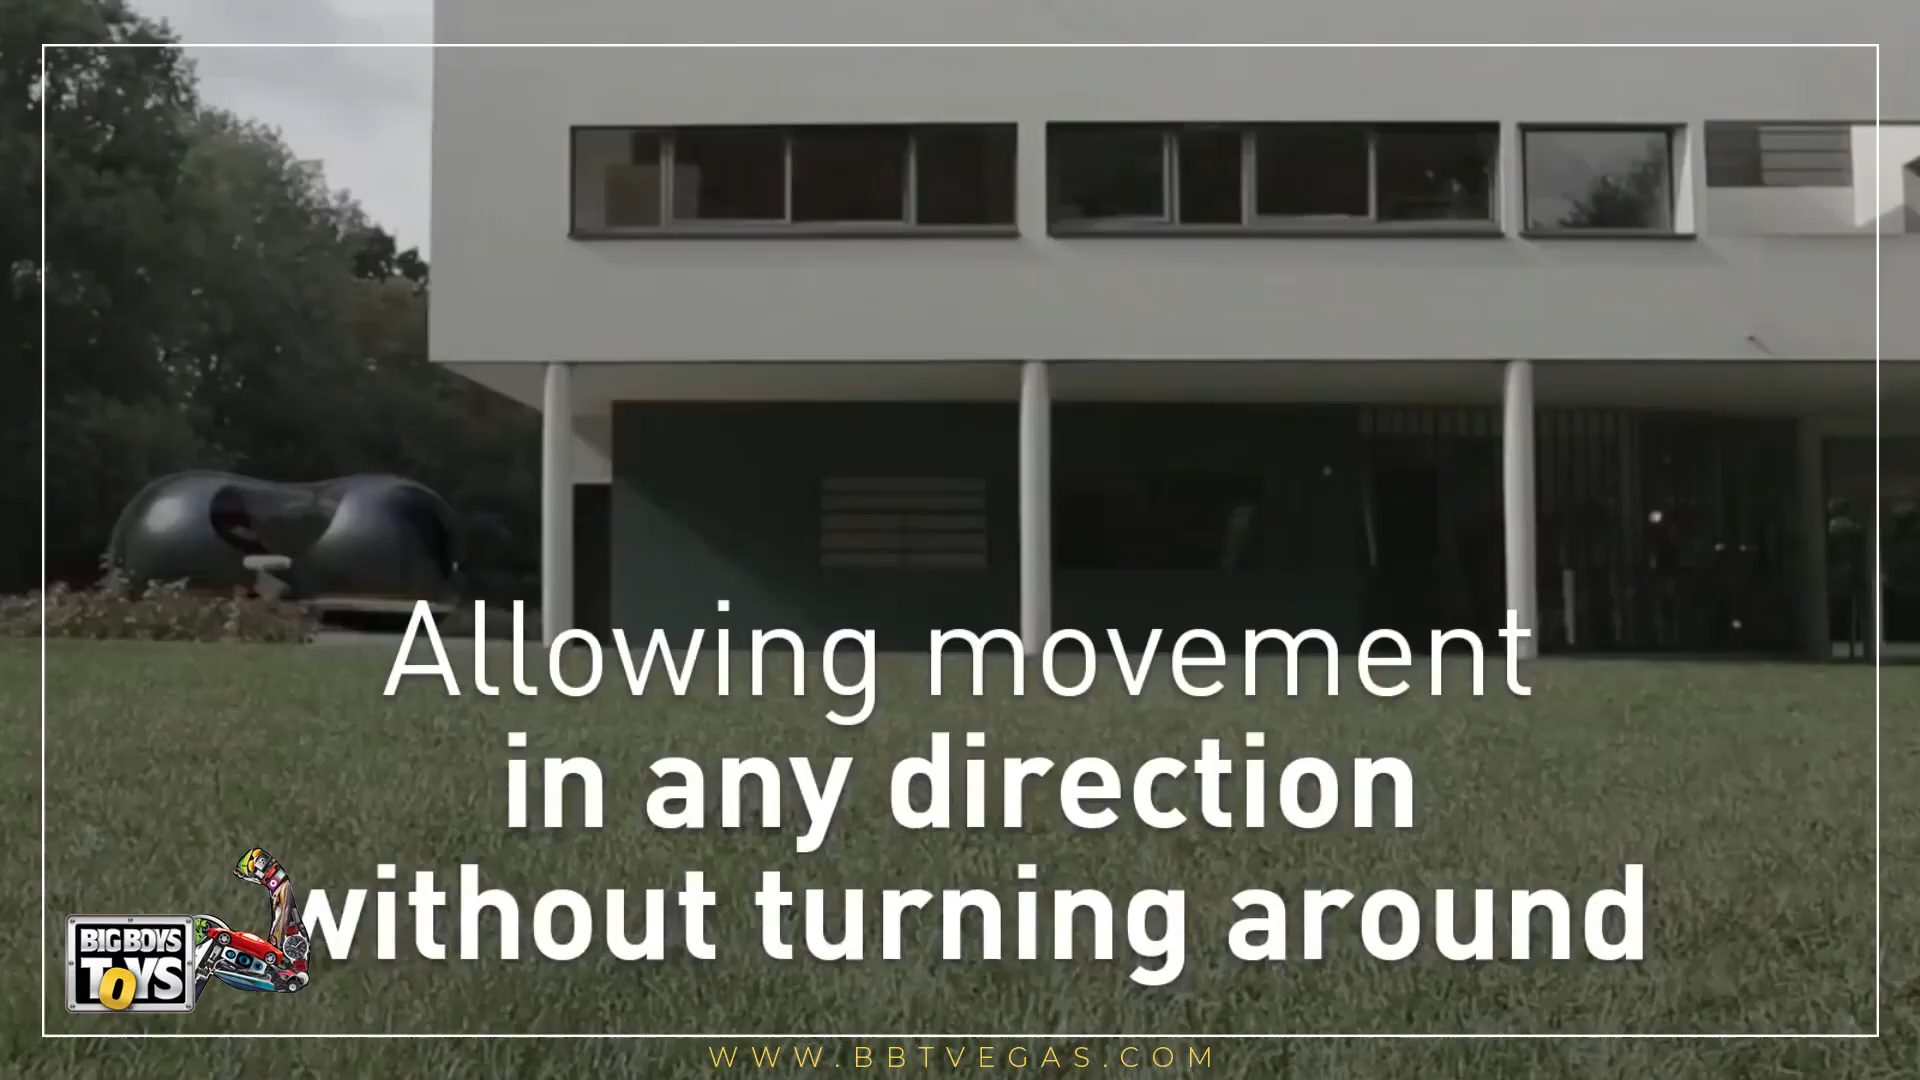 Allowing movement
in any direction
without turning around
BIG BOYS
TOYS
WWW.BBTVEGAS.COM